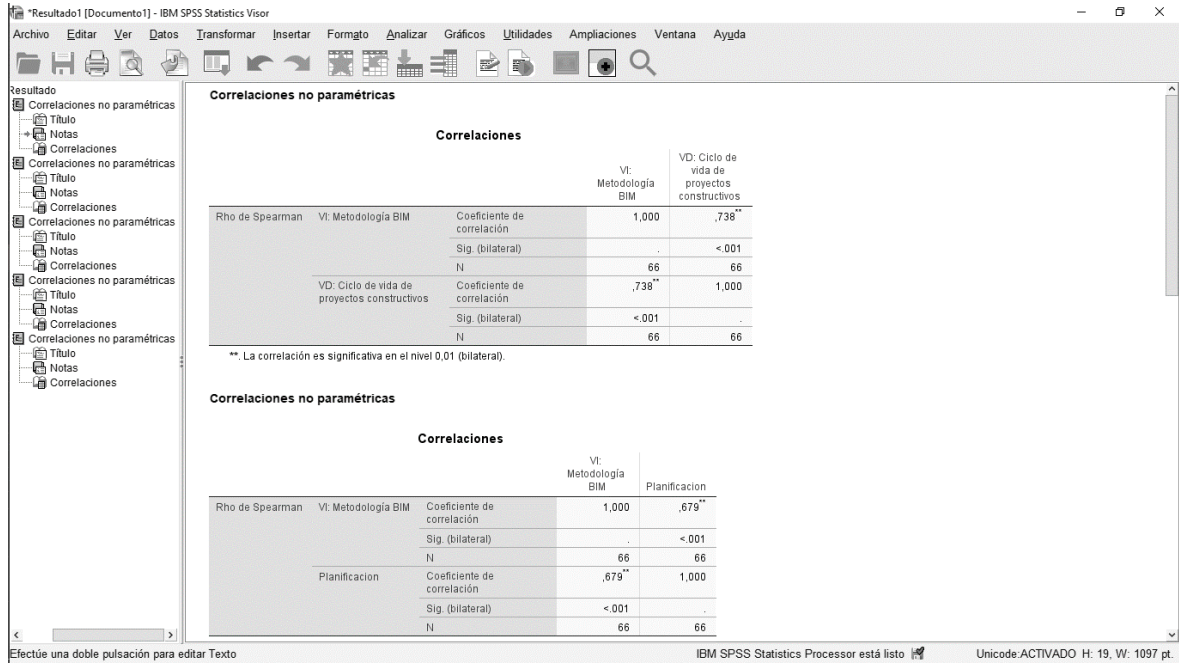 *Resultado1 [Documento1] - IBM SPSS Statistics Visor
Archivo Editar Ver Datos Transformar Insertar Formato Analizar Gráficos Utilidades Ampliaciones Ventana Ayuda
Resultado
Correlaciones no paramétricas
Título
Notas
Correlaciones
Correlaciones no paramétricas
Título
Notas
Correlaciones
Correlaciones no paramétricas
Título
Notas
Correlaciones
Correlaciones no paramétricas
Título
Notas
Correlaciones
Correlaciones no paramétricas
Título
Notas
Correlaciones
Correlaciones no paramétricas
Correlaciones
VI: Metodología BIM
VD: Ciclo de vida de proyectos constructivos
Rho de Spearman VI: Metodología BIM Coeficiente de correlación 1,000 ,738**
Sig. (bilateral) . <.001
N 66 66
VD: Ciclo de vida de proyectos constructivos Coeficiente de correlación ,738** 1,000
Sig. (bilateral) <.001 .
N 66 66
**. La correlación es significativa en el nivel 0,01 (bilateral).
Correlaciones no paramétricas
Correlaciones
VI: Metodología BIM
Planificacion
Rho de Spearman VI: Metodología BIM Coeficiente de correlación 1,000 ,679**
Sig. (bilateral) . <.001
N 66 66
Planificacion Coeficiente de correlación ,679** 1,000
Sig. (bilateral) <.001 .
N 66 66
Efectúe una doble pulsación para editar Texto
IBM SPSS Statistics Processor está listo
Unicode:ACTIVADO H: 19, W: 1097 pt.